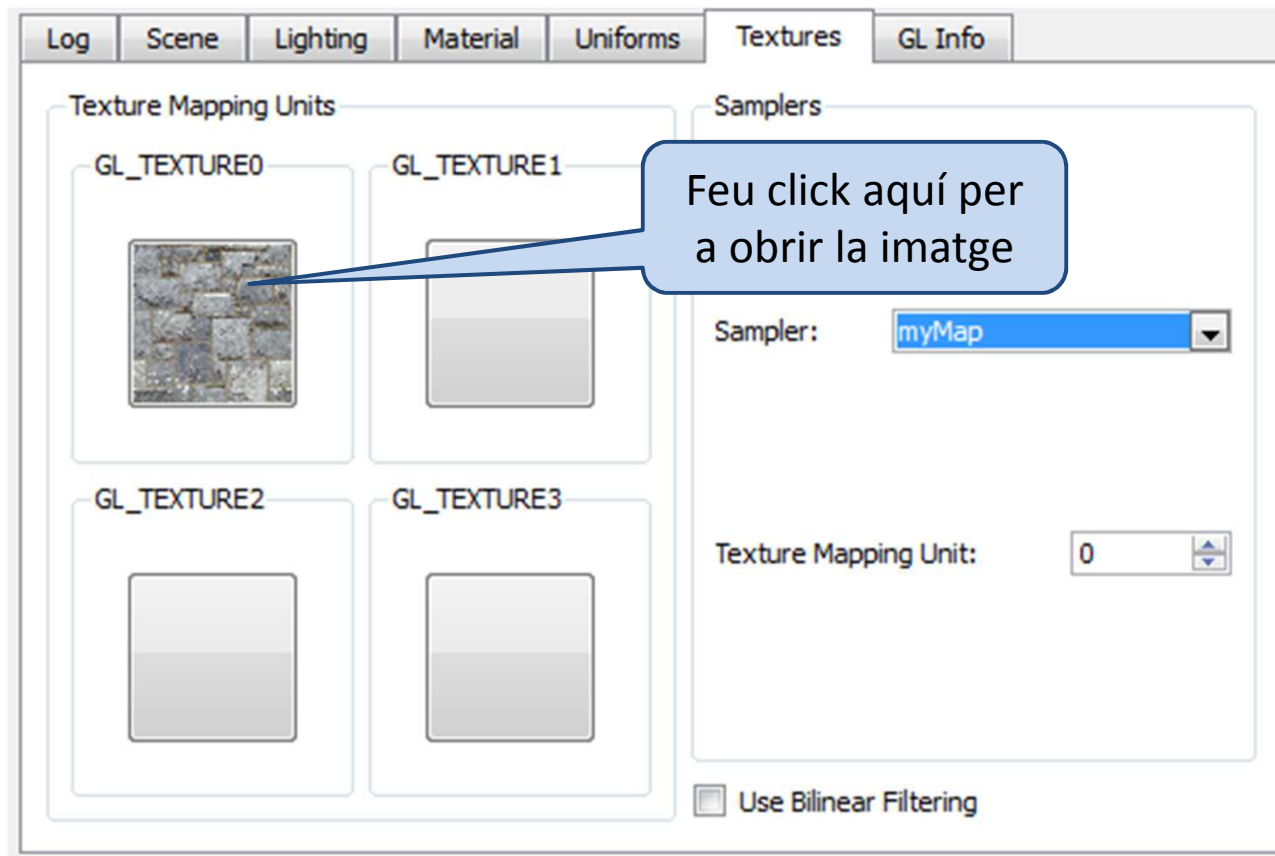 Log Scene Lighting Material Uniforms Textures GL Info
Texture Mapping Units
Samplers
GL_TEXTURE0
GL_TEXTURE1
Feu click aquí per
a obrir la imatge
Sampler: myMap
GL_TEXTURE2
GL_TEXTURE3
Texture Mapping Unit: 0
Use Bilinear Filtering